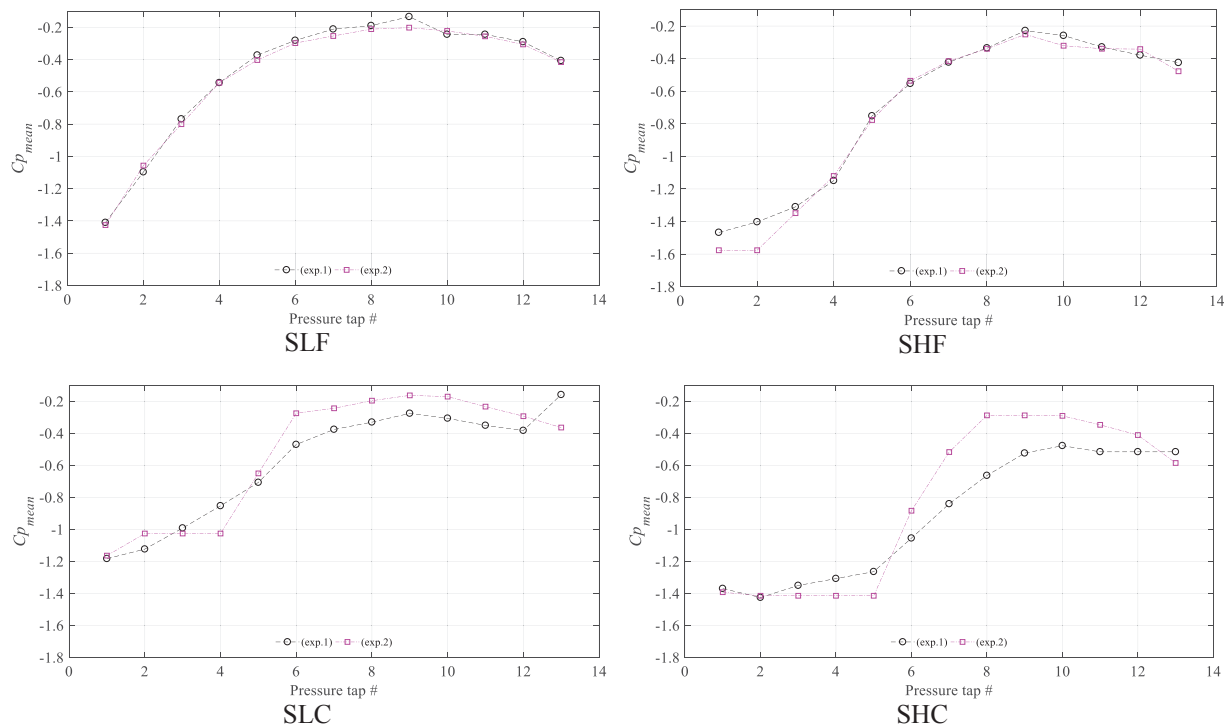 -0.2
-0.4
-0.6
-0.8
-1
-1.2
-1.4
-1.6
-1.8
Cp mean
(exp.1) (exp.2)
0 2 4 6 8 10 12 14
Pressure tap #
SLF
-0.2
-0.4
-0.6
-0.8
-1
-1.2
-1.4
-1.6
-1.8
Cp mean
(exp.1) (exp.2)
0 2 4 6 8 10 12 14
Pressure tap #
SHF
-0.2
-0.4
-0.6
-0.8
-1
-1.2
-1.4
-1.6
-1.8
Cp mean
(exp.1) (exp.2)
0 2 4 6 8 10 12 14
Pressure tap #
SLC
-0.2
-0.4
-0.6
-0.8
-1
-1.2
-1.4
-1.6
-1.8
Cp mean
(exp.1) (exp.2)
0 2 4 6 8 10 12 14
Pressure tap #
SHC